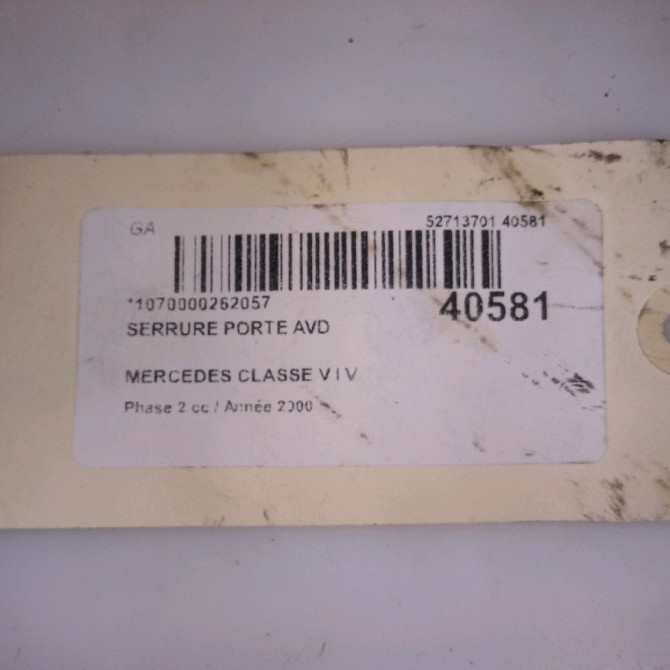 GA
52713701 40581
*1070000262057
40581
SERRURE PORTE AVD
MERCEDES CLASSE V I V
Phase 2 cc / Année 2000